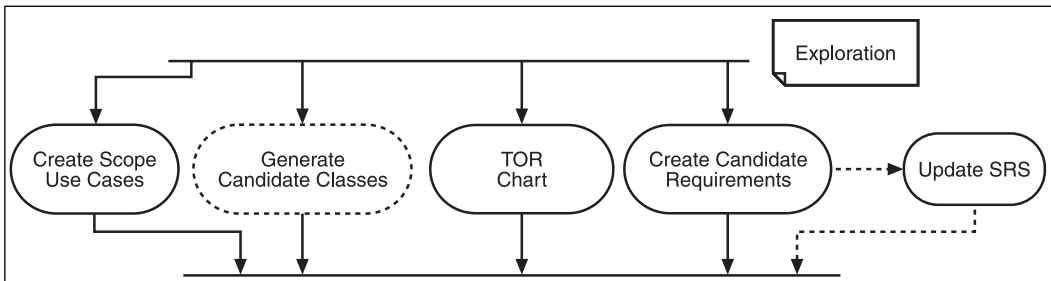 Exploration
Create Scope
Use Cases
Generate
Candidate Classes
TOR
Chart
Create Candidate
Requirements
Update SRS